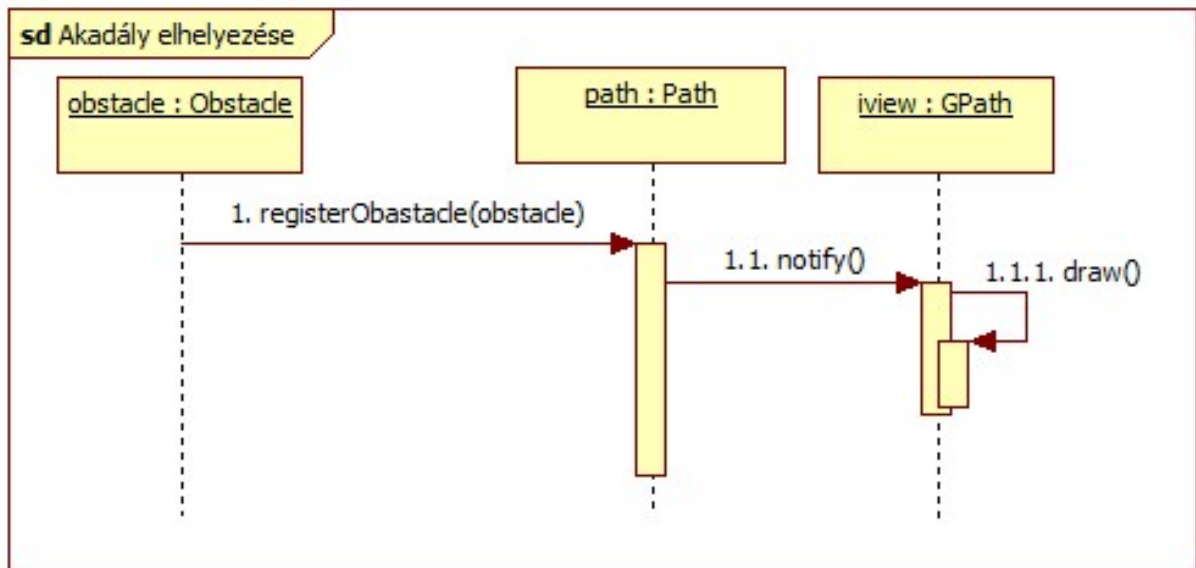 sd Akadály elhelyezése
obstacle : Obstacle
path : Path
iview : GPath
1. registerObastacle(obstacle)
1.1. notify()
1.1.1. draw()